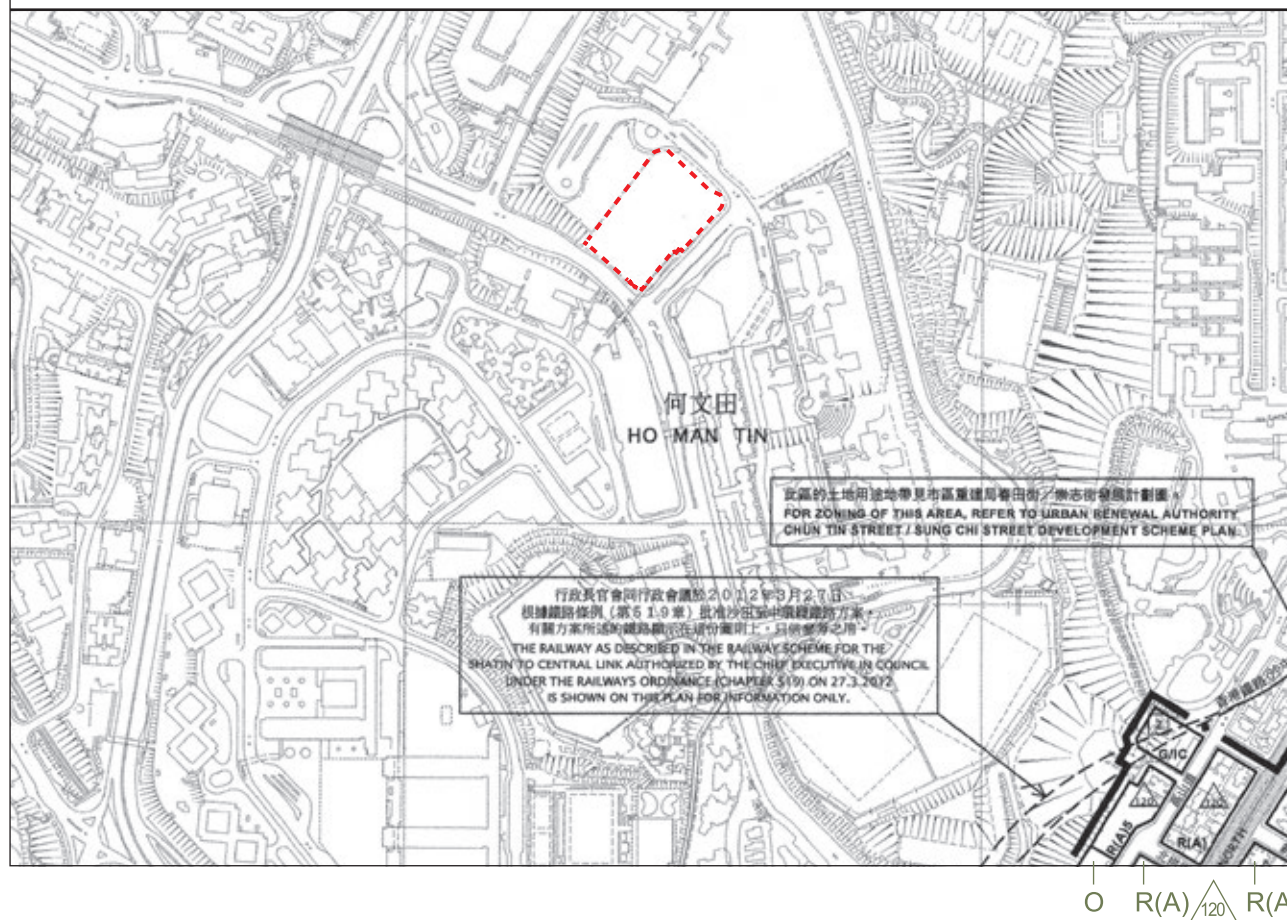 何文田
HO MAN TIN
此區的土地用途地帶見市區重建局春田街／崇志街發展計劃圖。
FOR ZONING OF THIS AREA, REFER TO URBAN RENEWAL AUTHORITY
CHUN TIN STREET / SUNG CHI STREET DEVELOPMENT SCHEME PLAN.
行政長官會同行政會議於2012年3月27日
根據鐵路條例（第519章）批准沙田至中環綫鐵路方案。
有關方案所述的鐵路顯示在這份圖則上，只供參考之用。
THE RAILWAY AS DESCRIBED IN THE RAILWAY SCHEME FOR THE
SHATIN TO CENTRAL LINK AUTHORIZED BY THE CHIEF EXECUTIVE IN COUNCIL
UNDER THE RAILWAYS ORDINANCE (CHAPTER 519) ON 27.3.2012
IS SHOWN ON THIS PLAN FOR INFORMATION ONLY.
G/IC
120
120
R(A)5
R(A)
NORTH
O R(A) 120 R(A